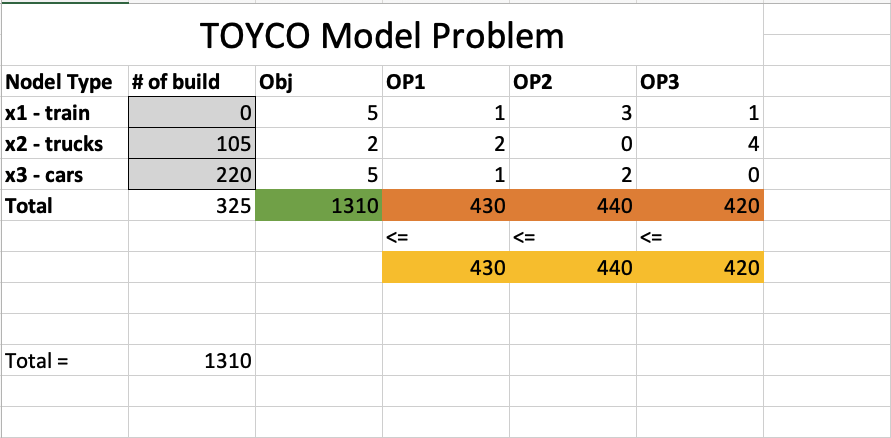 TOYCO Model Problem
Nodel Type # of build Obj OP1 OP2 OP3
x1 - train 0 5 1 3 1
x2 - trucks 105 2 2 0 4
x3 - cars 220 5 1 2 0
Total 325 1310 430 440 420
<= <= <=
430 440 420
Total = 1310